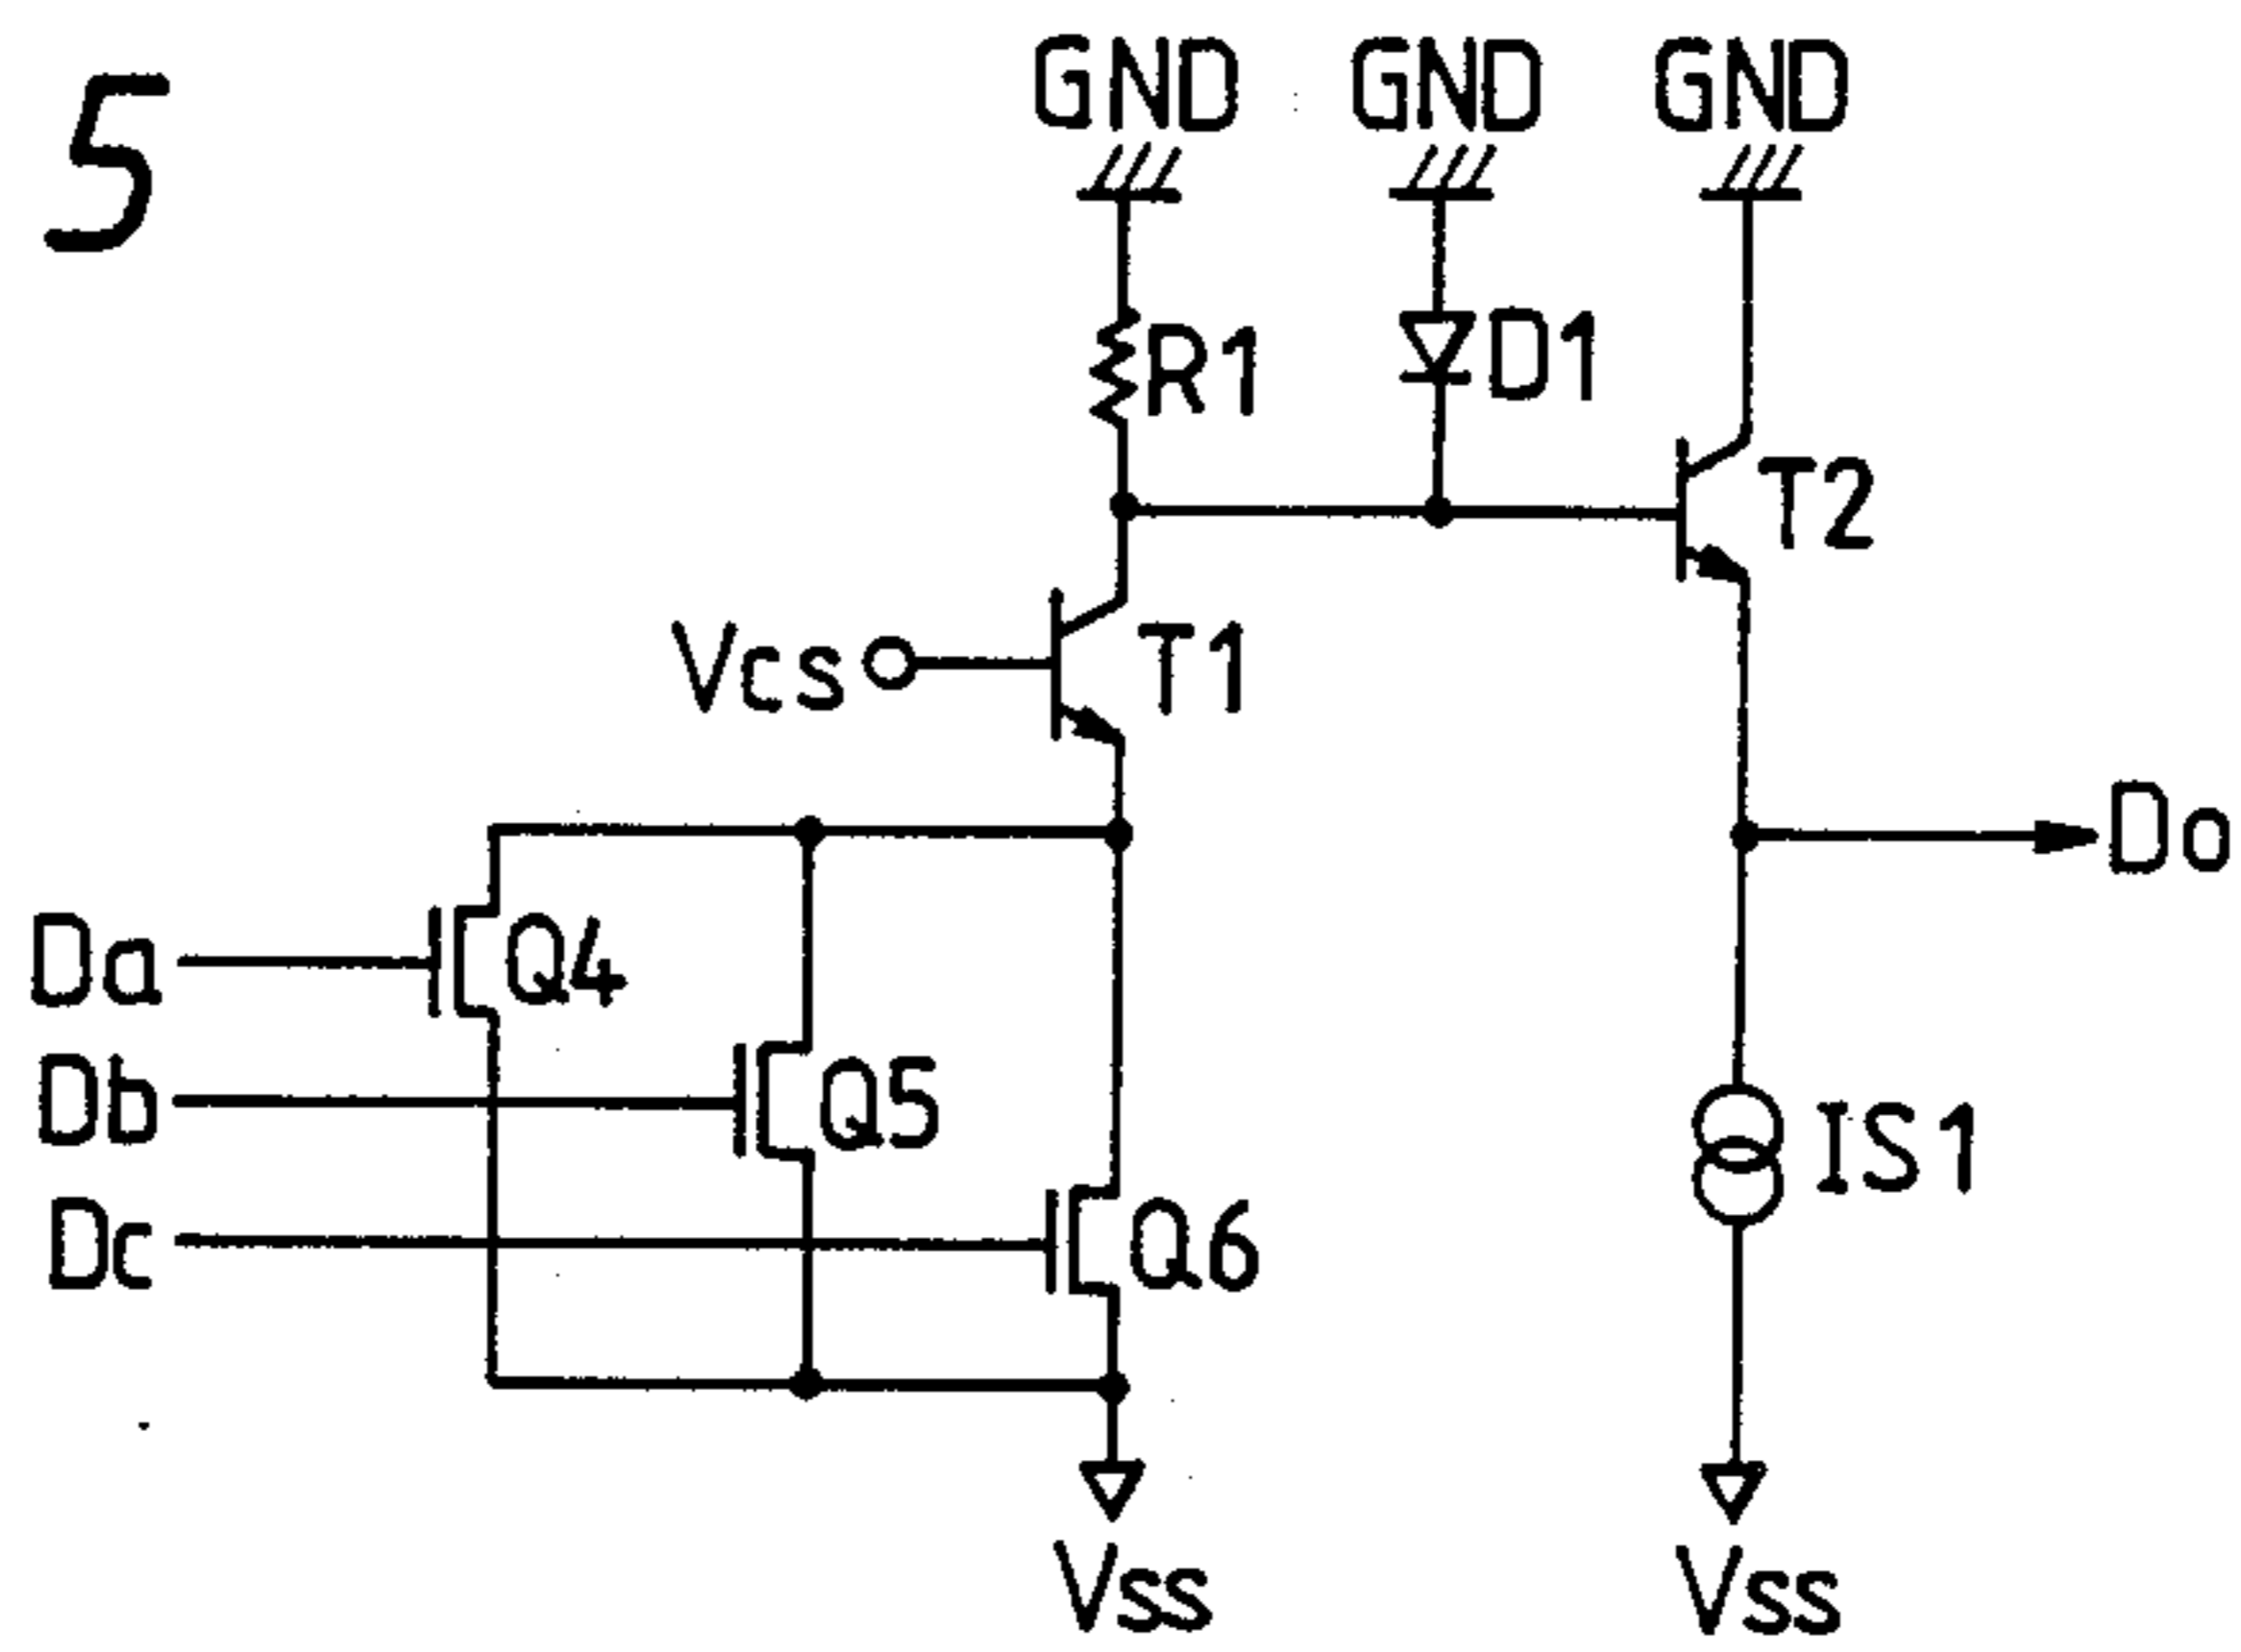 5
GND GND GND
R1
D1
T2
Vcs
T1
Do
Da
Q4
Db
Q5
IS1
Dc
Q6
Vss
Vss